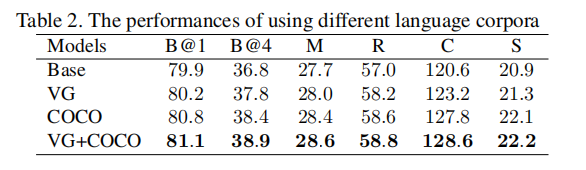 Table 2. The performances of using different language corpora
Models B@1 B@4 M R C S
Base 79.9 36.8 27.7 57.0 120.6 20.9
VG 80.2 37.8 28.0 58.2 123.2 21.3
COCO 80.8 38.4 28.4 58.6 127.8 22.1
VG+COCO 81.1 38.9 28.6 58.8 128.6 22.2